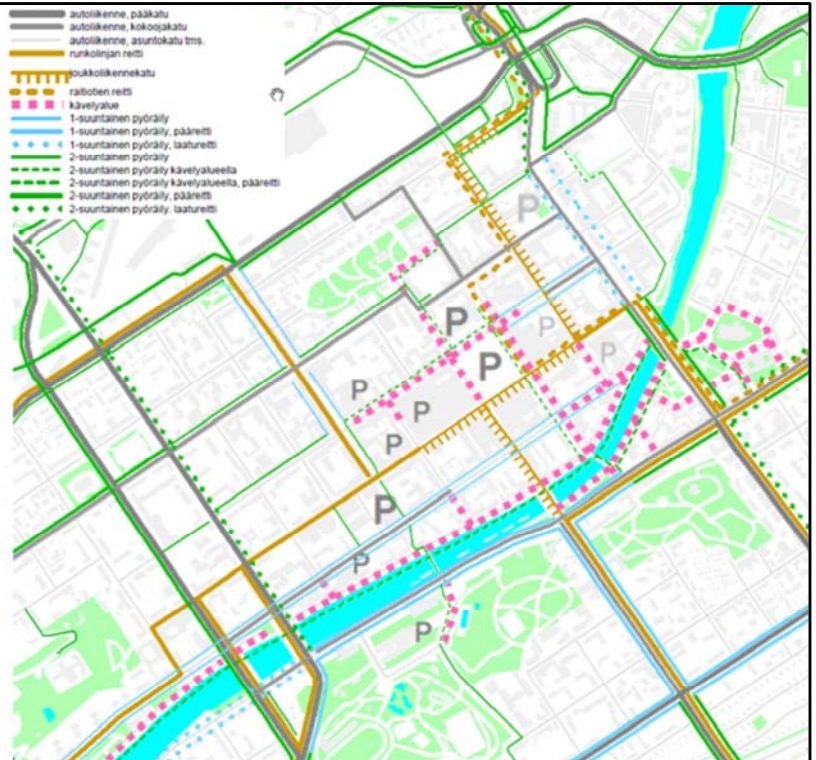 autoliikenne, pääkatu
autoliikenne, kokoojakatu
autoliikenne, asuntokatu tms.
runkolinjan reitti
joukkoliikennekatu
raitiotien reitti
kävelyalue
1-suuntainen pyöräily
1-suuntainen pyöräily, pääreitti
1-suuntainen pyöräily, laatureitti
2-suuntainen pyöräily
2-suuntainen pyöräily kävelyalueella
2-suuntainen pyöräily kävelyalueella, pääreitti
2-suuntainen pyöräily, pääreitti
2-suuntainen pyöräily, laatureitti
P
P
P
P
P
P
P
P
P
P
P